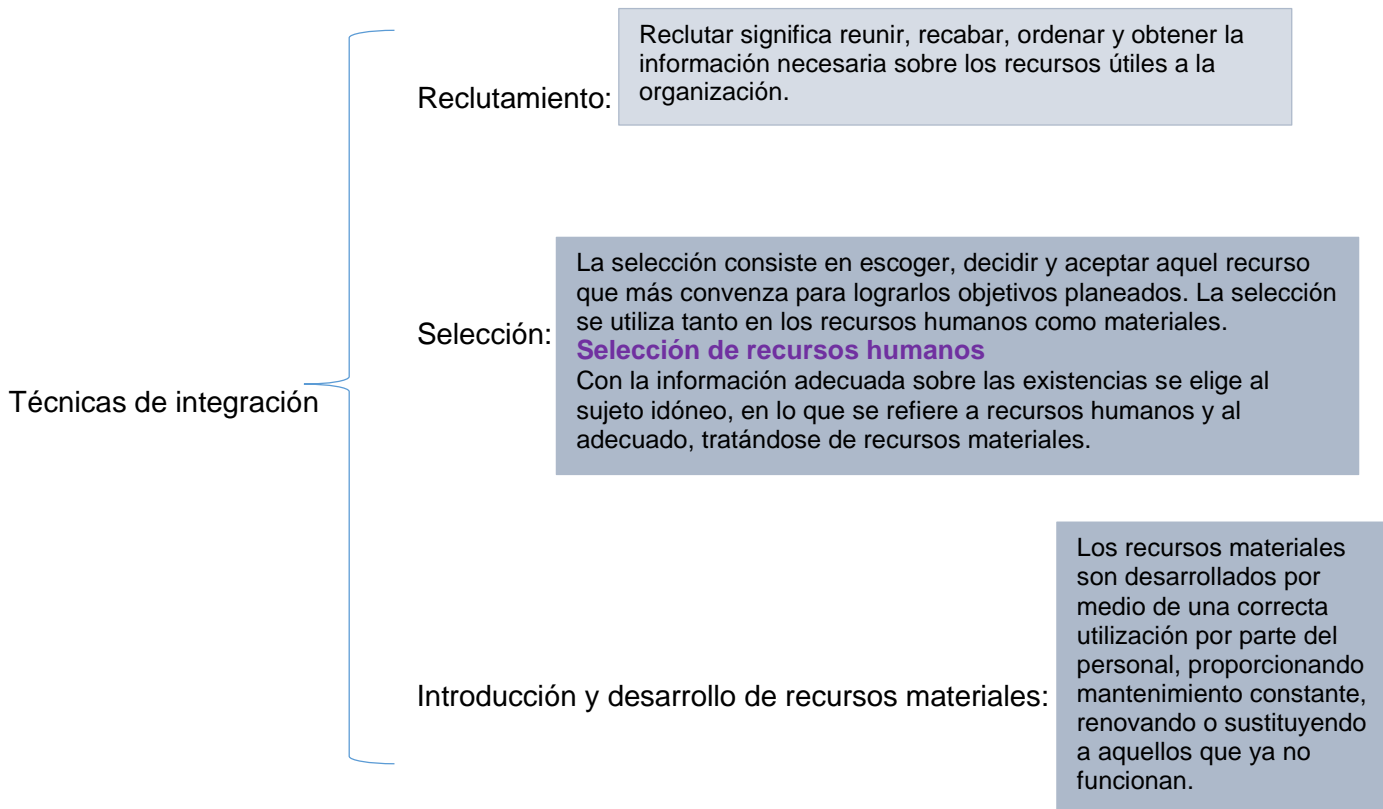 Técnicas de integración
Reclutamiento:
Reclutar significa reunir, recabar, ordenar y obtener la
información necesaria sobre los recursos útiles a la
organización.
Selección:
La selección consiste en escoger, decidir y aceptar aquel recurso
que más convenza para lograrlos objetivos planeados. La selección
se utiliza tanto en los recursos humanos como materiales.
Selección de recursos humanos
Con la información adecuada sobre las existencias se elige al
sujeto idóneo, en lo que se refiere a recursos humanos y al
adecuado, tratándose de recursos materiales.
Introducción y desarrollo de recursos materiales:
Los recursos materiales
son desarrollados por
medio de una correcta
utilización por parte del
personal, proporcionando
mantenimiento constante,
renovando o sustituyendo
a aquellos que ya no
funcionan.